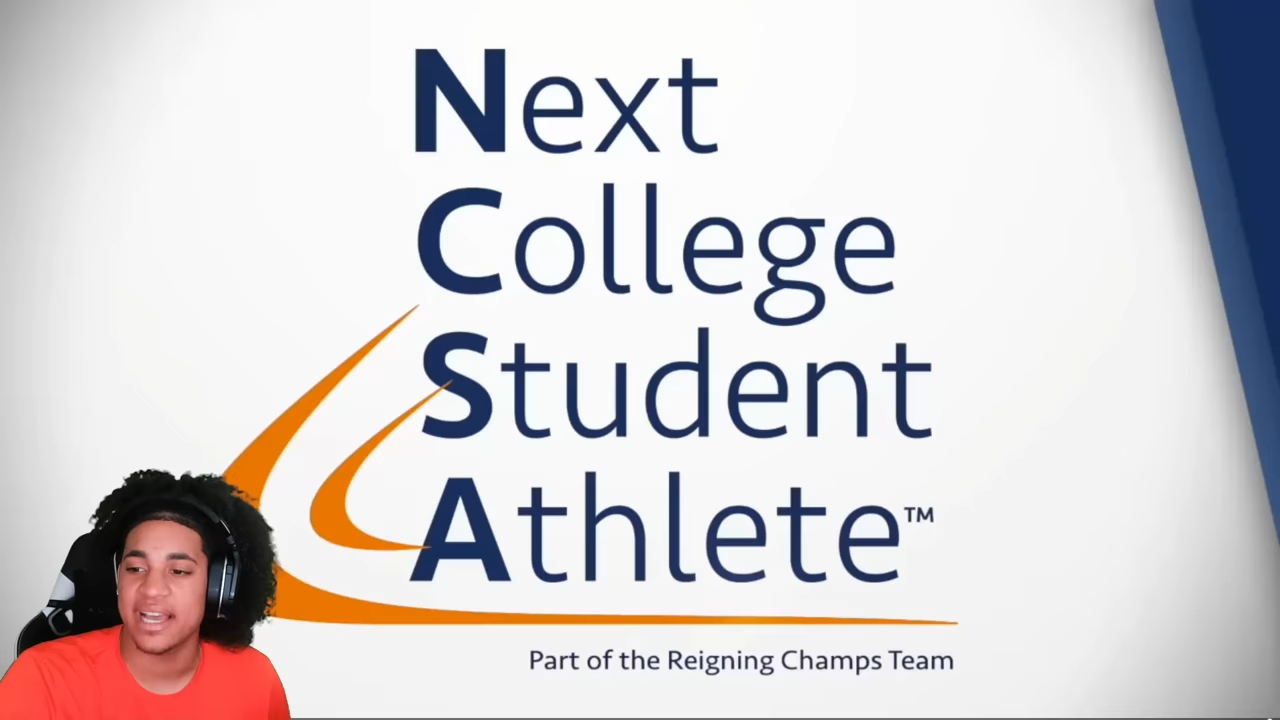 Next
College
Student
Athlete™
Part of the Reigning Champs Team